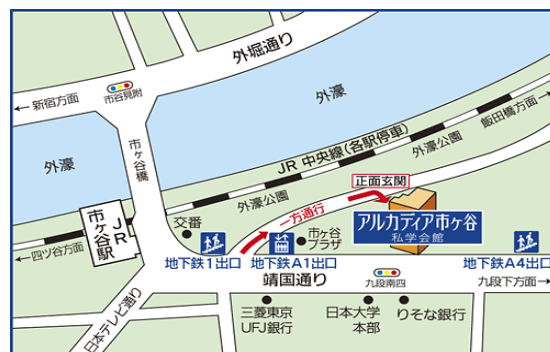 外堀通り
←新宿方面
市谷見附
外濠
飯田橋方面→
市ヶ谷橋
外濠
JR 中央線(各駅停車)
外濠公園
外濠公園
正面玄関
一方通行
アルカディア市ヶ谷
私学会館
交番
市ヶ谷
プラザ
JR
市ヶ谷駅
←四ツ谷方面
地下鉄1出口
地下鉄A1出口
地下鉄A4出口
靖国通り
九段南四
九段下方面→
日本テレビ通り
三菱東京
UFJ銀行
日本大学
本部
りそな銀行